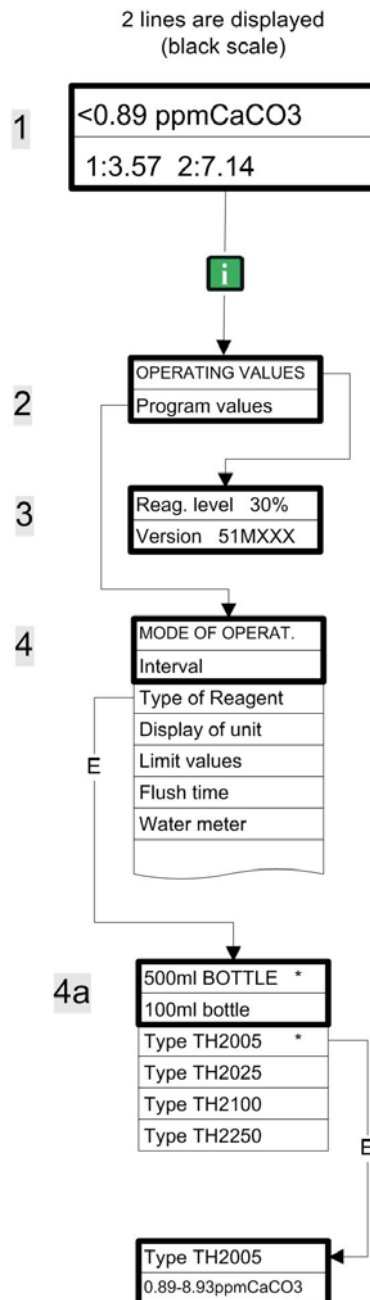 2 lines are displayed
(black scale)
1
<0.89 ppmCaCO3
1:3.57 2:7.14
i
2
OPERATING VALUES
Program values
3
Reag. level 30%
Version 51MXXX
4
MODE OF OPERAT.
Interval
Type of Reagent
Display of unit
E
Limit values
Flush time
Water meter
4a
500ml BOTTLE *
100ml bottle
Type TH2005 *
Type TH2025
Type TH2100
E
Type TH2250
Type TH2005
0.89-8.93ppmCaCO3